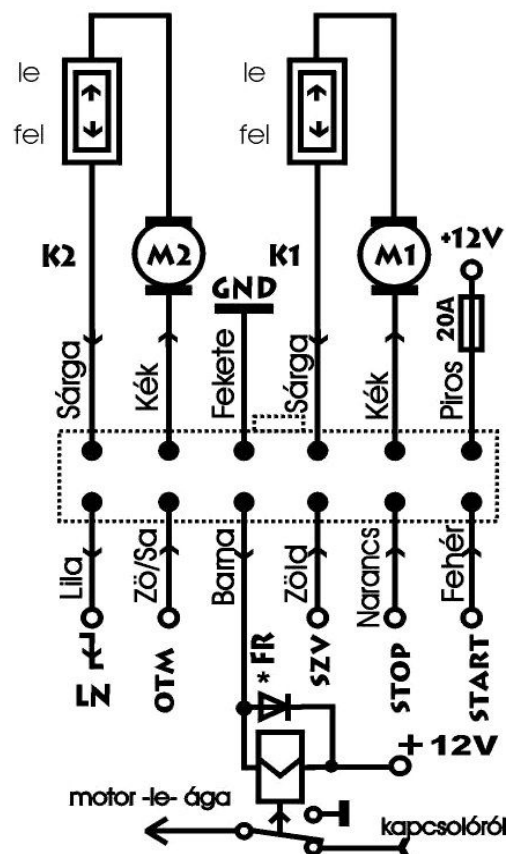 le
le
fel
fel
K2
M2
K1
M1
+12V
GND
20A
Sárga
Kék
Fekete
Sárga
Kék
Piros
Lila
Zö/Sa
Barna
Zöld
Narancs
Fehér
LN
OTM
* FR
SZV
STOP
START
+12V
motor -le- ága
kapcsolóról